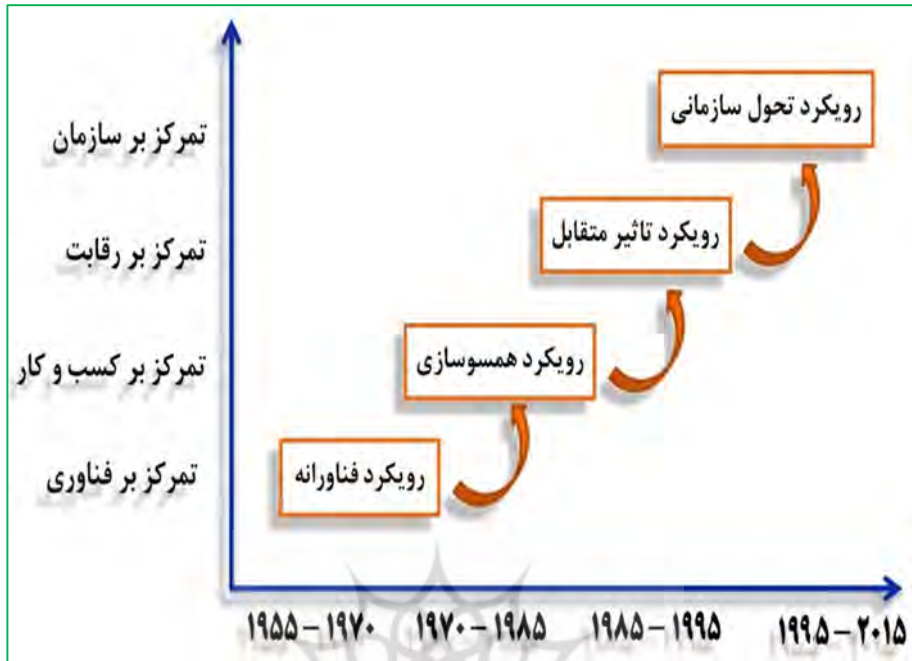 رویکرد تحول سازمانی
تمرکز بر سازمان
رویکرد تاثیر متقابل
تمرکز بر رقابت
رویکرد همسوسازی
تمرکز بر کسب و کار
رویکرد فناورانه
تمرکز بر فناوری
۱۹۵۵ – ۱۹۷۰ ۱۹۷۰ – ۱۹۸۵ ۱۹۸۵ – ۱۹۹۵ ۱۹۹۵ – ۲۰۱۵